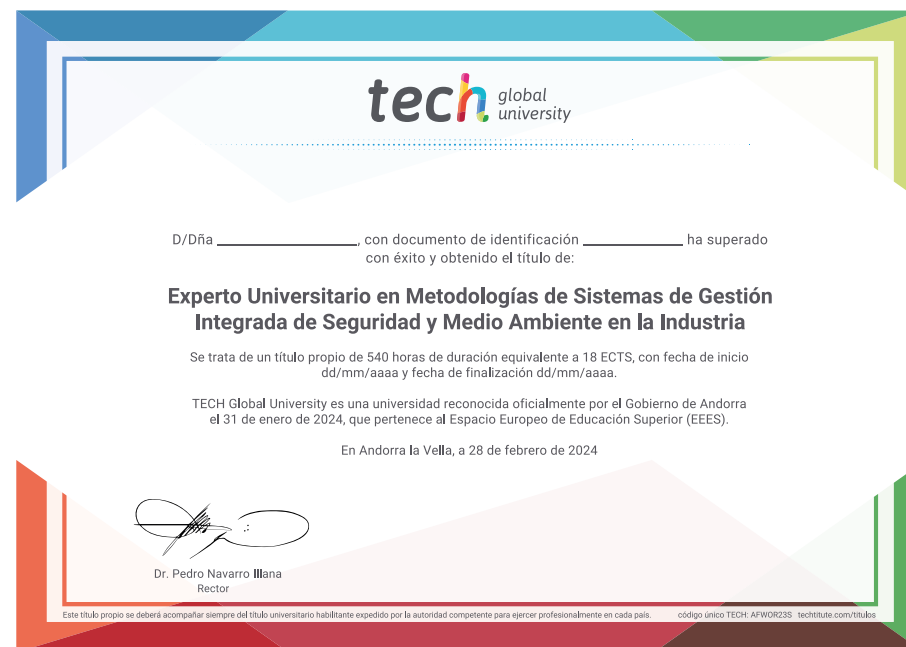 tech global university
D/Dña ____________________, con documento de identificación ______________ ha superado
con éxito y obtenido el título de:
Experto Universitario en Metodologías de Sistemas de Gestión
Integrada de Seguridad y Medio Ambiente en la Industria
Se trata de un título propio de 540 horas de duración equivalente a 18 ECTS, con fecha de inicio
dd/mm/aaaa y fecha de finalización dd/mm/aaaa.
TECH Global University es una universidad reconocida oficialmente por el Gobierno de Andorra
el 31 de enero de 2024, que pertenece al Espacio Europeo de Educación Superior (EEES).
En Andorra la Vella, a 28 de febrero de 2024
Dr. Pedro Navarro Illana
Rector
Este título propio se deberá acompañar siempre del título universitario habilitante expedido por la autoridad competente para ejercer profesionalmente en cada país. código único TECH: AFWOR23S techtitute.com/titulos